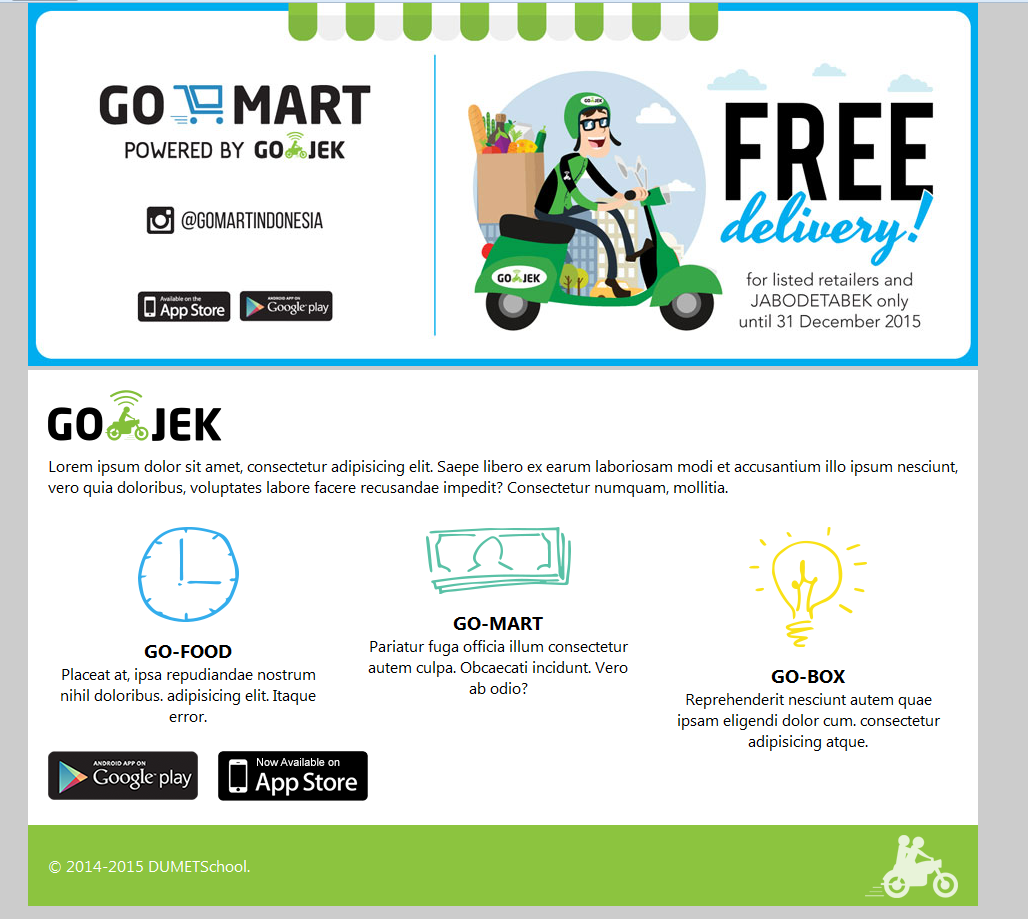 GO MART
POWERED BY GO JEK
@GOMARTINDONESIA
Available on the
App Store
ANDROID APP ON
Google play
GO JEK
GO JEK
FREE
delivery!
for listed retailers and
JABODETABEK only
until 31 December 2015
GO JEK
Lorem ipsum dolor sit amet, consectetur adipisicing elit. Saepe libero ex earum laboriosam modi et accusantium illo ipsum nesciunt,
vero quia doloribus, voluptates labore facere recusandae impedit? Consectetur numquam, mollitia.
GO-FOOD
Placeat at, ipsa repudiandae nostrum
nihil doloribus. adipisicing elit. Itaque
error.
GO-MART
Pariatur fuga officia illum consectetur
autem culpa. Obcaecati incidunt. Vero
ab odio?
GO-BOX
Reprehenderit nesciunt autem quae
ipsam eligendi dolor cum. consectetur
adipisicing atque.
ANDROID APP ON
Google play
Now Available on
App Store
© 2014-2015 DUMETSchool.